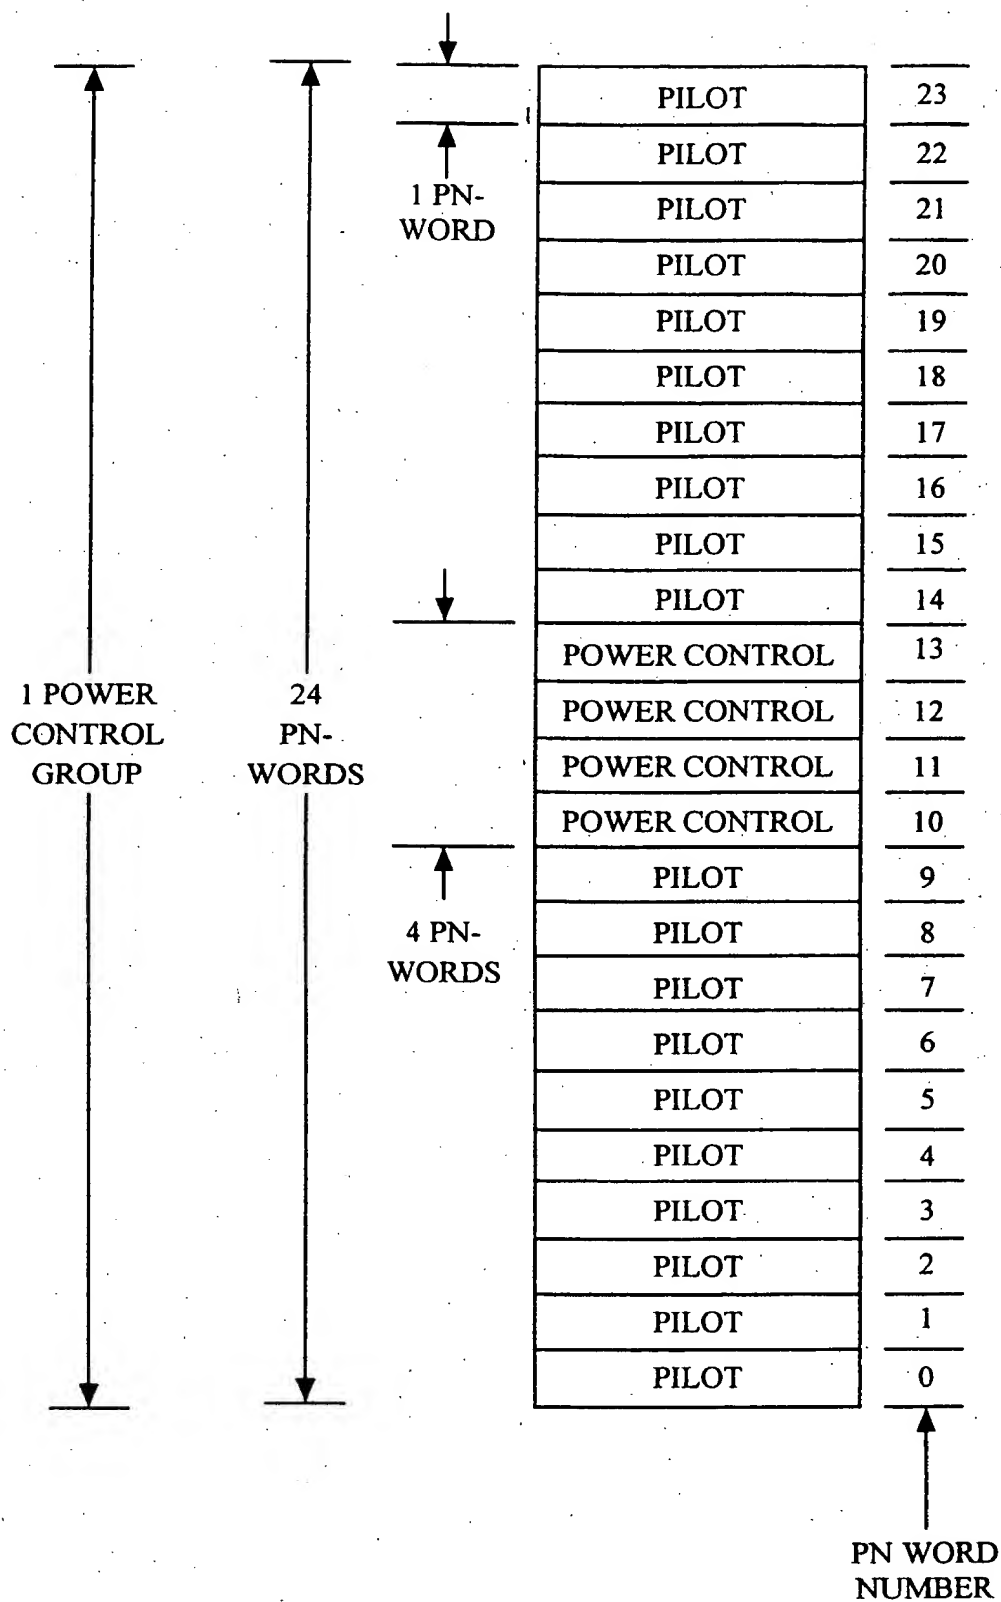 PILOT 23
PILOT 22
1 PN-
WORD
PILOT 21
PILOT 20
PILOT 19
PILOT 18
PILOT 17
PILOT 16
PILOT 15
PILOT 14
POWER CONTROL 13
1 POWER
CONTROL
GROUP
24
PN-
WORDS
POWER CONTROL 12
POWER CONTROL 11
POWER CONTROL 10
PILOT 9
4 PN-
WORDS
PILOT 8
PILOT 7
PILOT 6
PILOT 5
PILOT 4
PILOT 3
PILOT 2
PILOT 1
PILOT 0
PN WORD
NUMBER